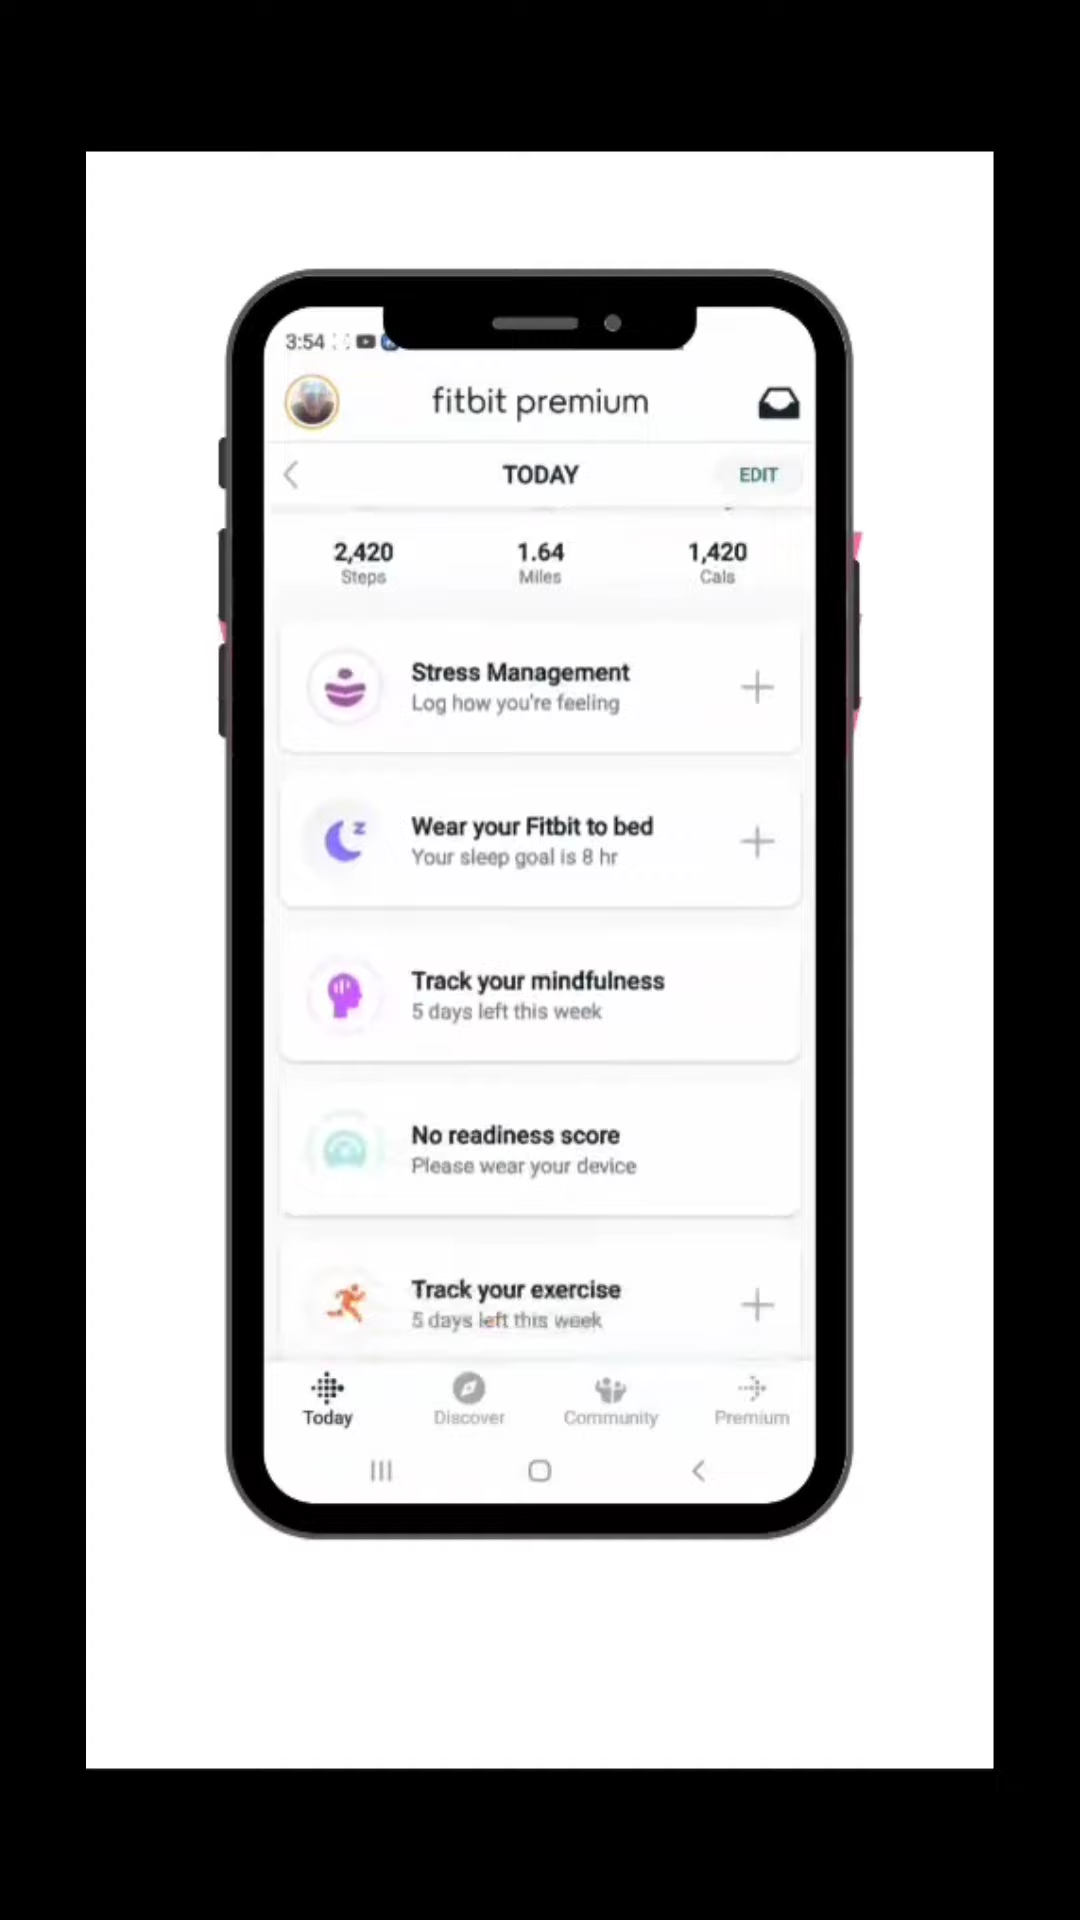 3:54
fitbit premium
TODAY
EDIT
2,420
1.64
1,420
Steps
Miles
Cals
Stress Management
Log how you're feeling
Wear your Fitbit to bed
Your sleep goal is 8 hr
Track your mindfulness
5 days left this week
No readiness score
Please wear your device
Track your exercise
5 days left this week
Today
Discover
Community
Premium